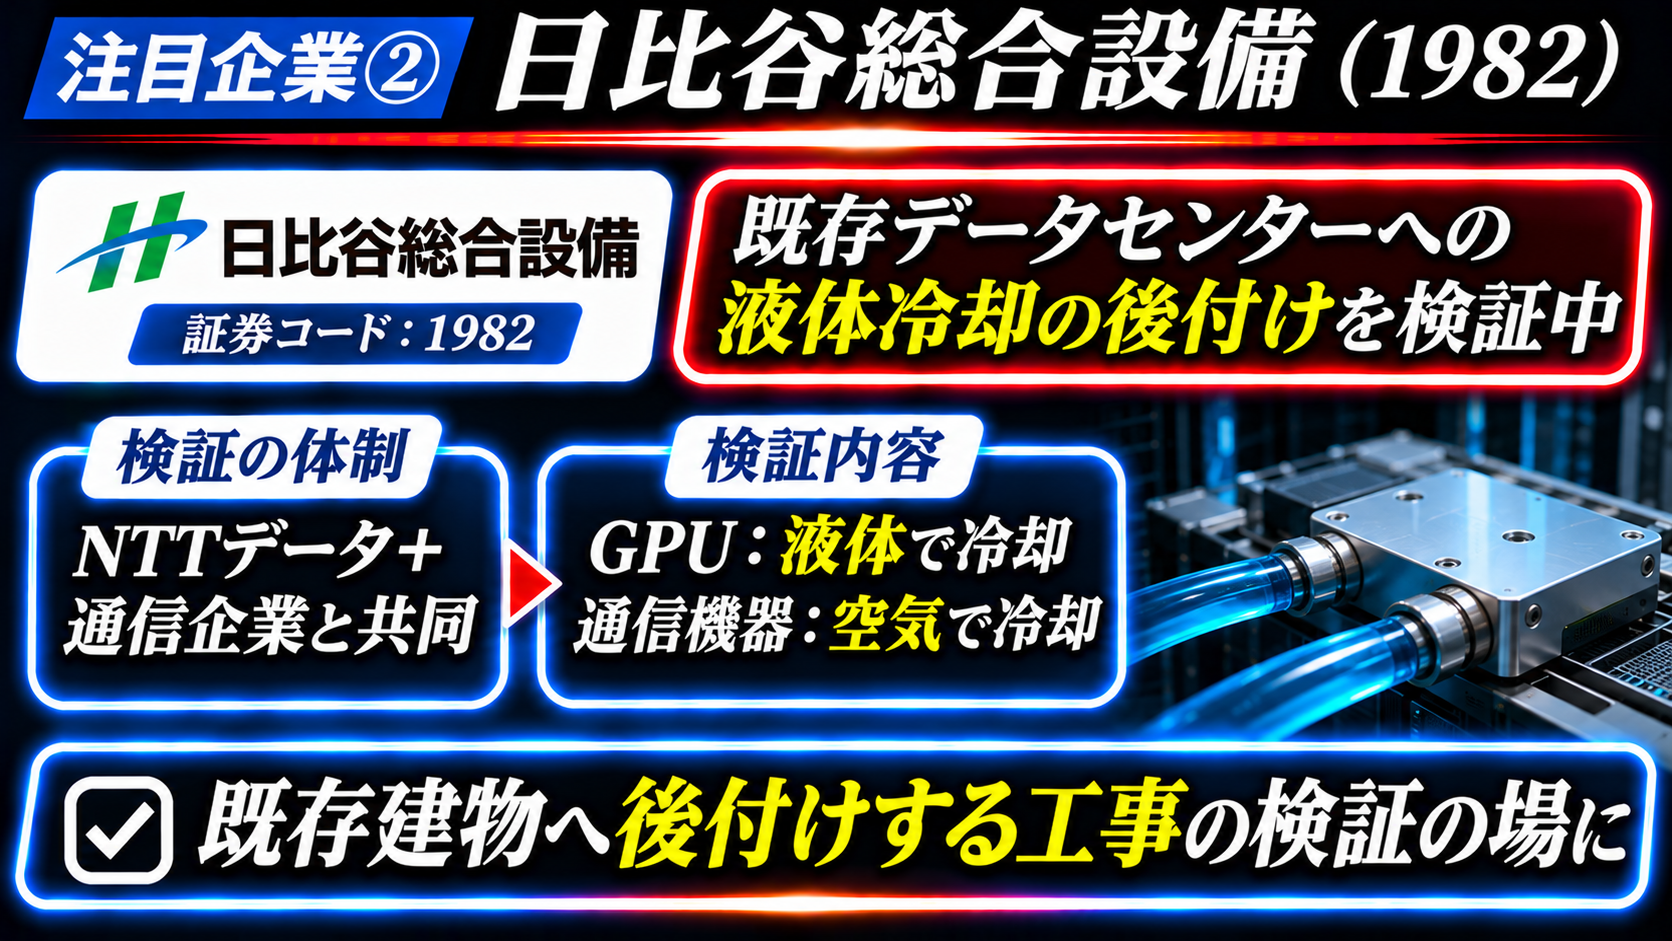 注目企業②
日比谷総合設備(1982)
日比谷総合設備
証券コード:1982
既存データセンターへの
液体冷却の後付けを検証中
検証の体制
NTTデータ+
通信企業と共同
検証内容
GPU:液体で冷却
通信機器:空気で冷却
既存建物へ後付けする工事の検証の場に